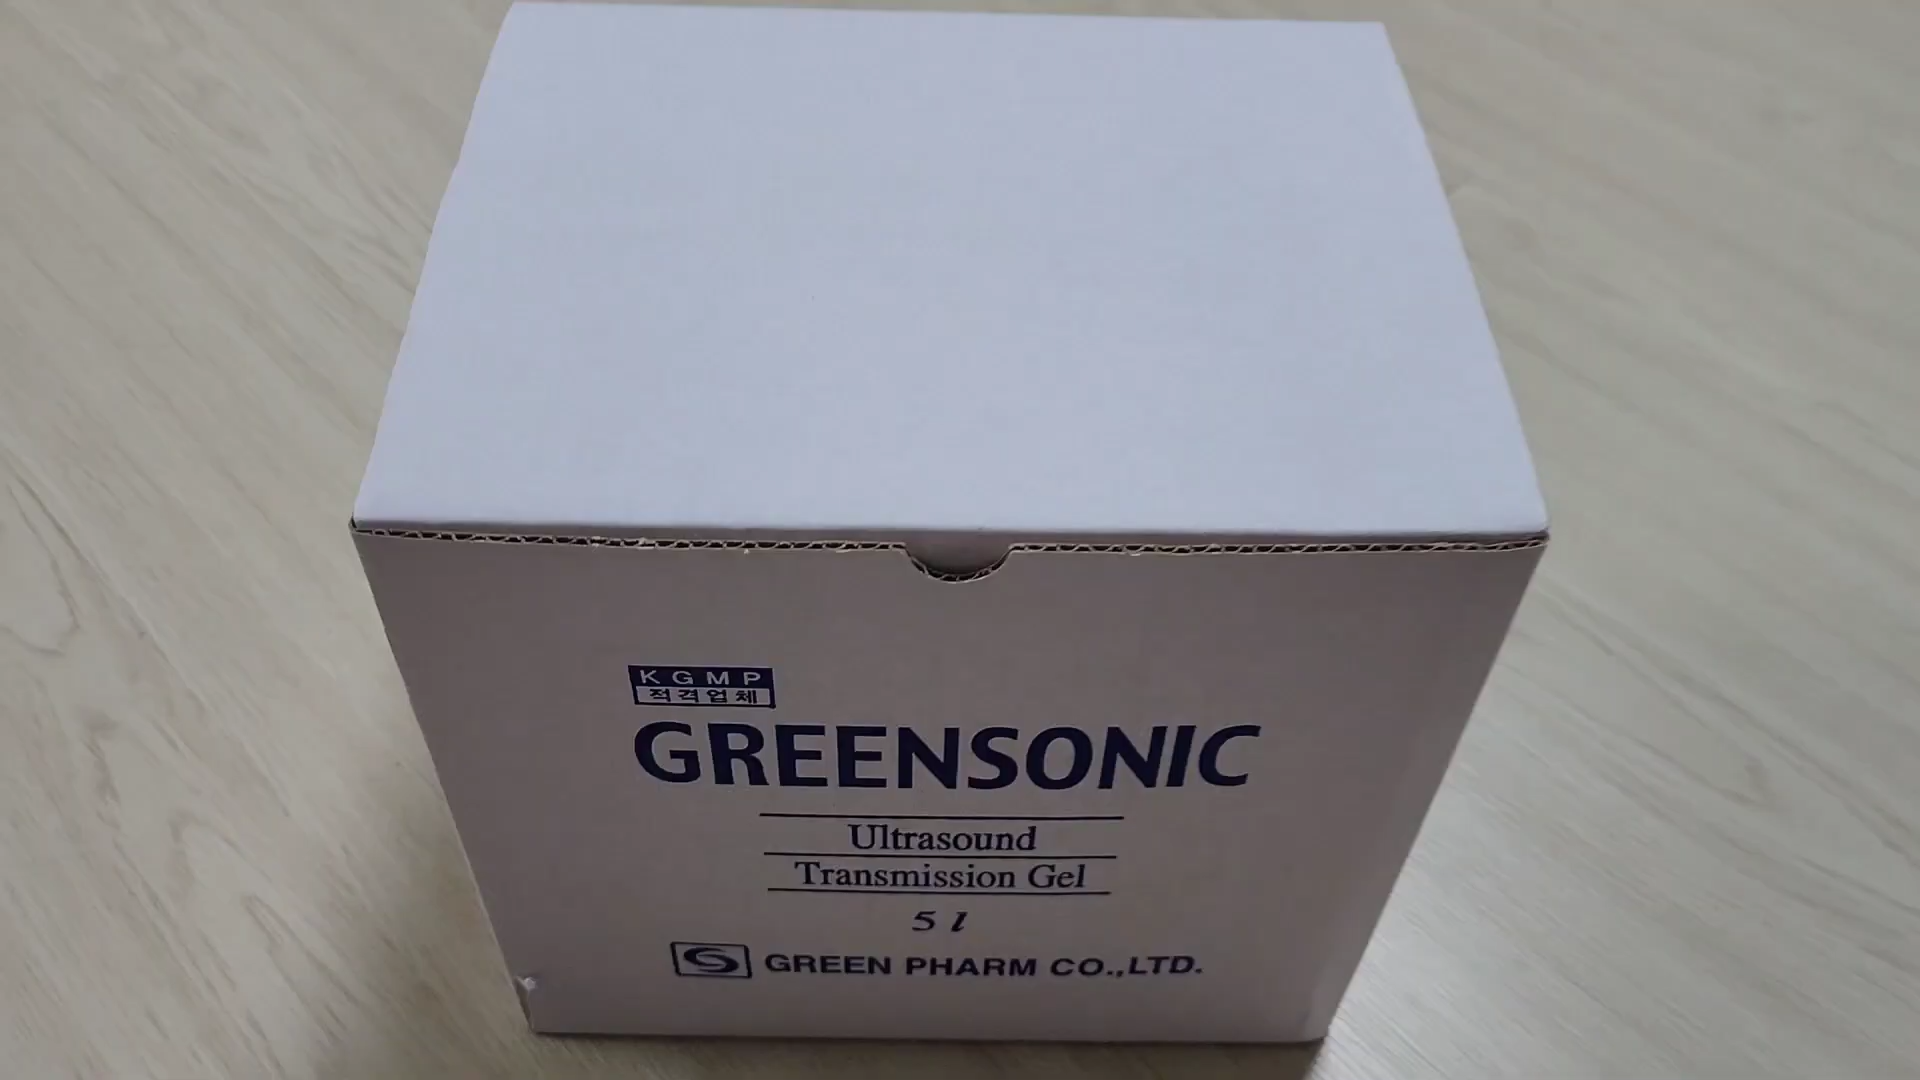 KGMP
적격업체
GREENSONIC
Ultrasound
Transmission Gel
5 l
GREEN PHARM CO.,LTD.